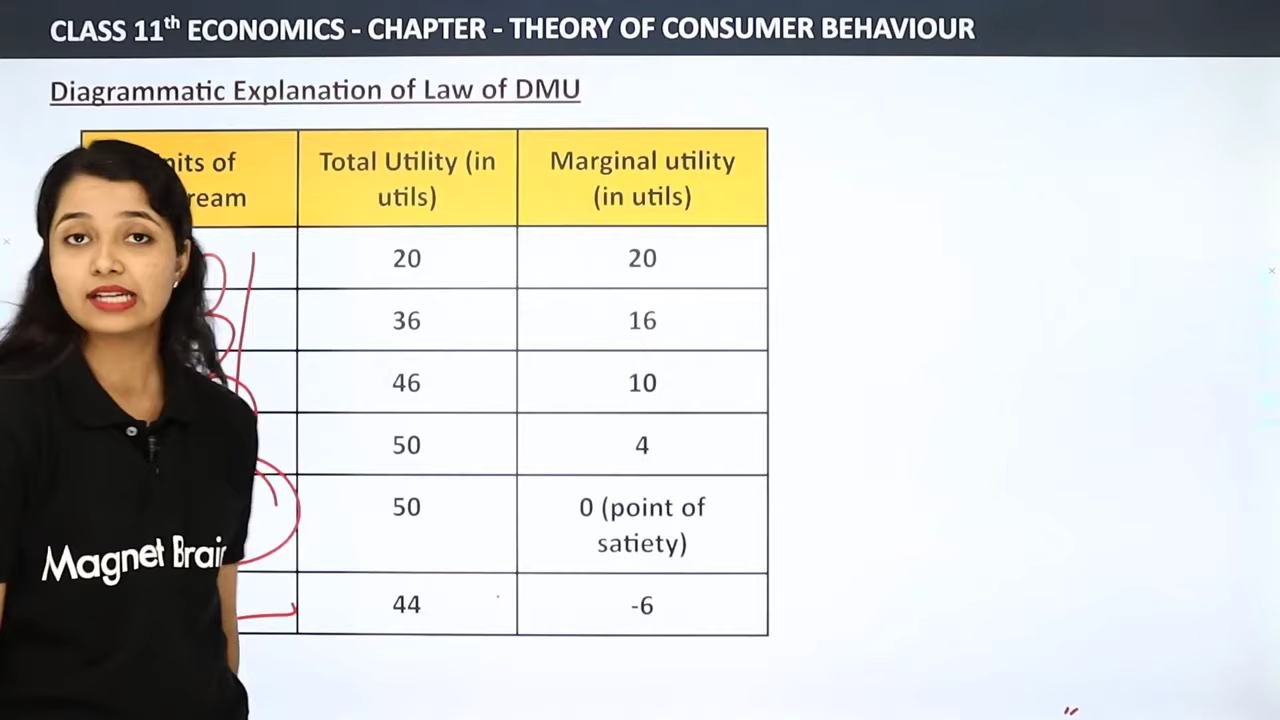 CLASS 11th ECONOMICS - CHAPTER - THEORY OF CONSUMER BEHAVIOUR
Diagrammatic Explanation of Law of DMU
of
Total Utility (in
utils)
Marginal utility
(in utils)
20
20
36
16
46
10
50
4
50
0 (point of
satiety)
44
-6
Magnet Brai